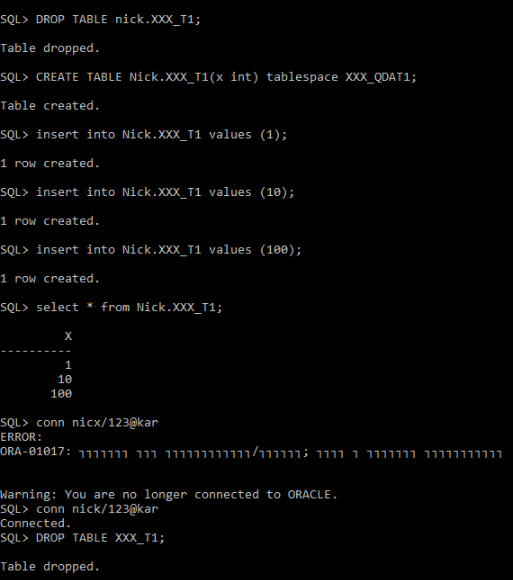 SQL> DROP TABLE nick.XXX_T1;
Table dropped.
SQL> CREATE TABLE Nick.XXX_T1(x int) tablespace XXX_QDAT1;
Table created.
SQL> insert into Nick.XXX_T1 values (1);
1 row created.
SQL> insert into Nick.XXX_T1 values (10);
1 row created.
SQL> insert into Nick.XXX_T1 values (100);
1 row created.
SQL> select * from Nick.XXX_T1;
X
----------
1
10
100
SQL> conn nicx/123@kar
ERROR:
ORA-01017: ┐┐┐┐┐┐┐ ┐┐┐ ┐┐┐┐┐┐┐┐┐┐┐┐/┐┐┐┐┐┐; ┐┐┐┐ ┐ ┐┐┐┐┐┐┐ ┐┐┐┐┐┐┐┐┐┐┐
Warning: You are no longer connected to ORACLE.
SQL> conn nick/123@kar
Connected.
SQL> DROP TABLE XXX_T1;
Table dropped.